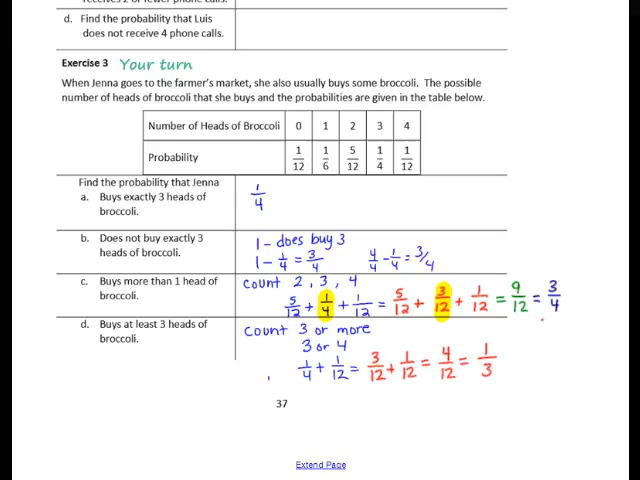 receives 2 or fewer phone calls.
d. Find the probability that Luis
does not receive 4 phone calls.
Exercise 3 Your turn
When Jenna goes to the farmer's market, she also usually buys some broccoli. The possible
number of heads of broccoli that she buys and the probabilities are given in the table below.
Number of Heads of Broccoli 0 1 2 3 4
Probability 1/12 1/6 5/12 1/4 1/12
Find the probability that Jenna
a. Buys exactly 3 heads of
broccoli.
1/4
b. Does not buy exactly 3
heads of broccoli.
1 - does buy 3
1 - 1/4 = 3/4 4/4 - 1/4 = 3/4
c. Buys more than 1 head of
broccoli.
count 2, 3, 4
5/12 + 1/4 + 1/12 = 5/12 + 3/12 + 1/12 = 9/12 = 3/4
d. Buys at least 3 heads of
broccoli.
count 3 or more
3 or 4
1/4 + 1/12 = 3/12 + 1/12 = 4/12 = 1/3
37
Extend Page